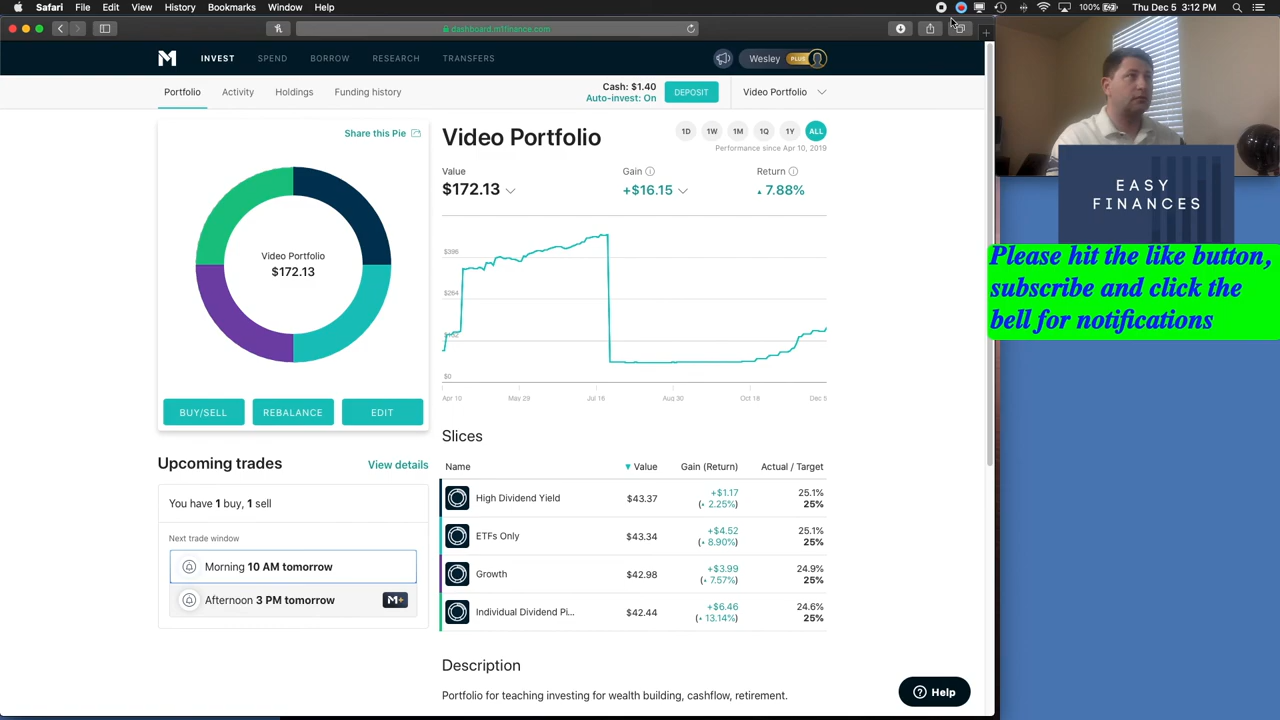 Safari File Edit View History Bookmarks Window Help
100% Thu Dec 5 3:12 PM
dashboard.m1finance.com
INVEST SPEND BORROW RESEARCH TRANSFERS Wesley PLUS
Portfolio Activity Holdings Funding history
Cash: $1.40
Auto-invest: On
DEPOSIT
Video Portfolio
Share this Pie
Video Portfolio
$172.13
BUY/SELL REBALANCE EDIT
Upcoming trades View details
You have 1 buy, 1 sell
Next trade window
Morning 10 AM tomorrow
Afternoon 3 PM tomorrow M+
Video Portfolio
1D 1W 1M 1Q 1Y ALL
Performance since Apr 10, 2019
Value Gain Return
$172.13 +$16.15 7.88%
$396
$264
$132
$0
Apr 10 May 29 Jul 16 Aug 30 Oct 18 Dec 5
Slices
Name Value Gain (Return) Actual / Target
High Dividend Yield $43.37 +$1.17 25.1%
(2.25%) 25%
ETFs Only $43.34 +$4.52 25.1%
(8.90%) 25%
Growth $42.98 +$3.99 24.9%
(7.57%) 25%
Individual Dividend Pi... $42.44 +$6.46 24.6%
(13.14%) 25%
Description
Portfolio for teaching investing for wealth building, cashflow, retirement.
Help
EASY
FINANCES
Please hit the like button,
subscribe and click the
bell for notifications